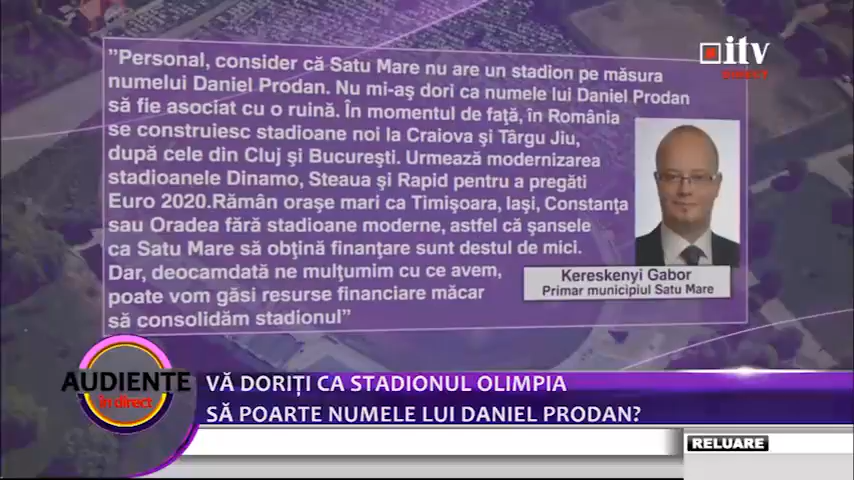 "Personal, consider că Satu Mare nu are un stadion pe măsura
numelui Daniel Prodan. Nu mi-aş dori ca numele lui Daniel Prodan
să fie asociat cu o ruină. În momentul de faţă, în România
se construiesc stadioane noi la Craiova şi Târgu Jiu,
după cele din Cluj şi Bucureşti. Urmează modernizarea
stadioanele Dinamo, Steaua şi Rapid pentru a pregăti
Euro 2020.Rămân oraşe mari ca Timişoara, Iaşi, Constanţa
sau Oradea fără stadioane moderne, astfel că şansele
ca Satu Mare să obţină finanţare sunt destul de mici.
Dar, deocamdată ne mulţumim cu ce avem,
poate vom găsi resurse financiare măcar
să consolidăm stadionul"
itv
DIRECT
Kereskenyi Gabor
Primar municipiul Satu Mare
AUDIENTE
în direct
VĂ DORIȚI CA STADIONUL OLIMPIA
SĂ POARTE NUMELE LUI DANIEL PRODAN?
RELUARE